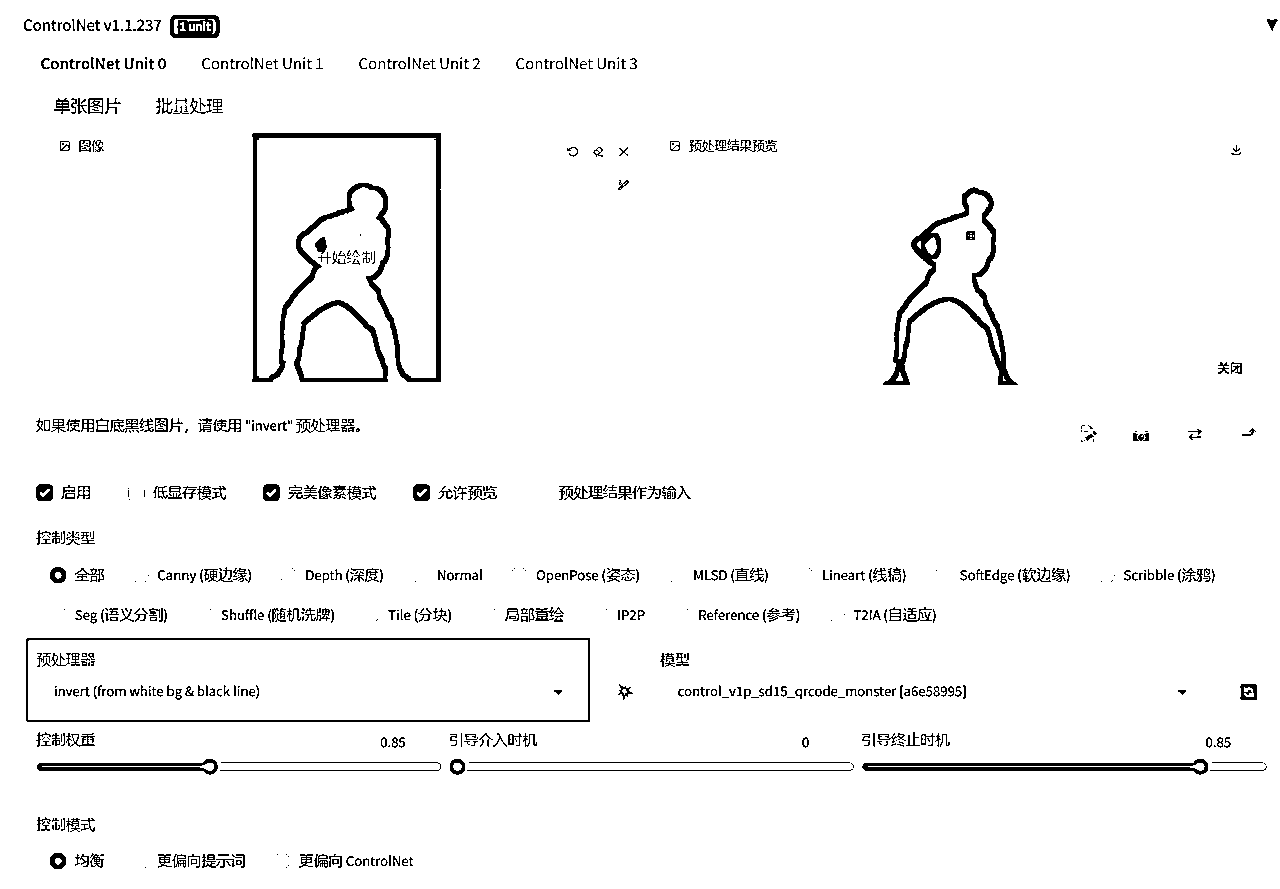 ControlNet v1.1.237 [1 unit]
ControlNet Unit 0 ControlNet Unit 1 ControlNet Unit 2 ControlNet Unit 3
单张图片 批量处理
图像 预处理结果预览
开始绘制
关闭
如果使用白底黑线图片，请使用 "invert" 预处理器。
启用 低显存模式 完美像素模式 允许预览 预处理结果作为输入
控制类型
全部 Canny (硬边缘) Depth (深度) Normal OpenPose (姿态) MLSD (直线) Lineart (线稿) SoftEdge (软边缘) Scribble (涂鸦)
Seg (语义分割) Shuffle (随机洗牌) Tile (分块) 局部重绘 IP2P Reference (参考) T2IA (自适应)
预处理器 模型
invert (from white bg & black line) control_v1p_sd15_qrcode_monster [a6e58995]
控制权重 0.85 引导介入时机 0 引导终止时机 0.85
控制模式
均衡 更偏向提示词 更偏向 ControlNet